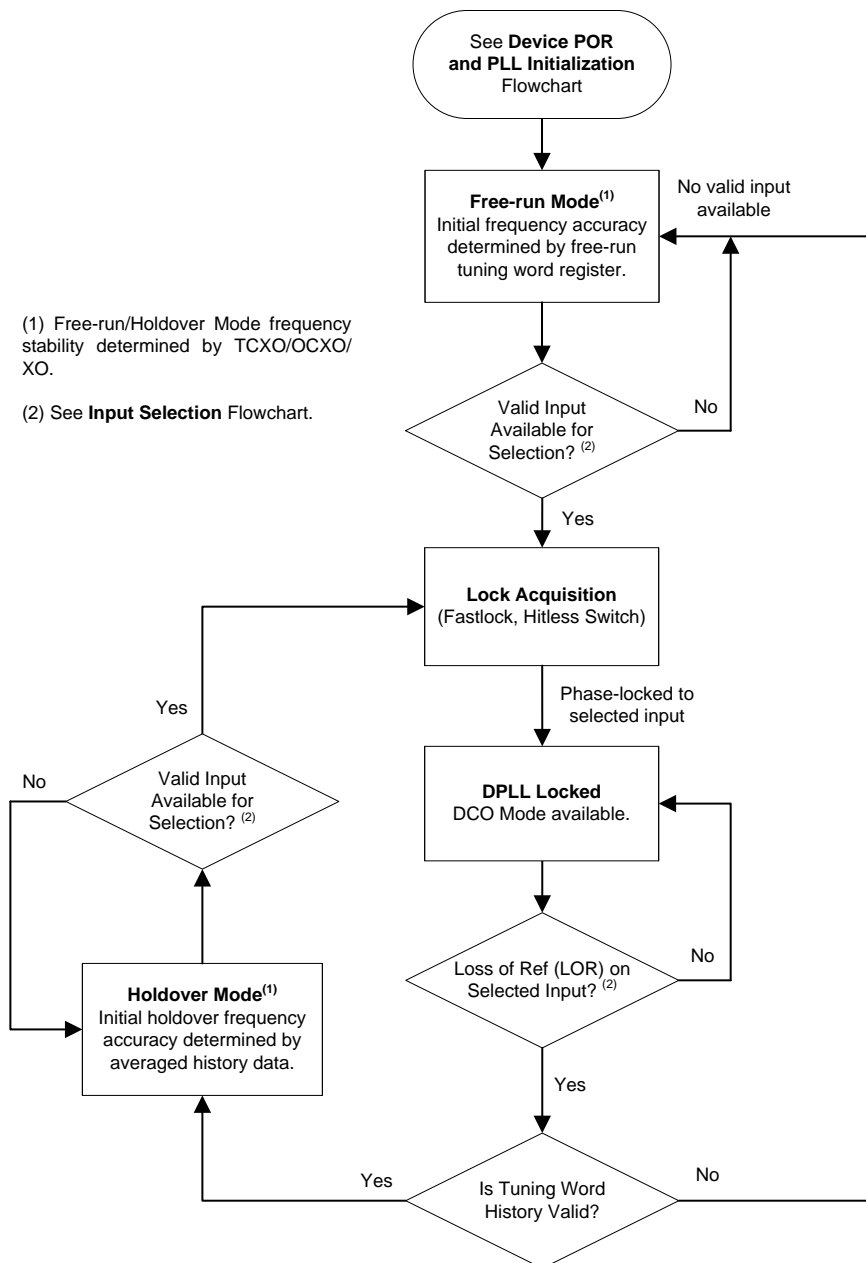 See Device POR
and PLL Initialization
Flowchart
Free-run Mode(1)
Initial frequency accuracy
determined by free-run
tuning word register.
No valid input
available
(1) Free-run/Holdover Mode frequency
stability determined by TCXO/OCXO/
XO.
(2) See Input Selection Flowchart.
Valid Input
Available for
Selection? (2)
No
Yes
Lock Acquisition
(Fastlock, Hitless Switch)
Phase-locked to
selected input
Yes
No
Valid Input
Available for
Selection? (2)
DPLL Locked
DCO Mode available.
Loss of Ref (LOR) on
Selected Input? (2)
No
Holdover Mode(1)
Initial holdover frequency
accuracy determined by
averaged history data.
Yes
Yes
Is Tuning Word
History Valid?
No